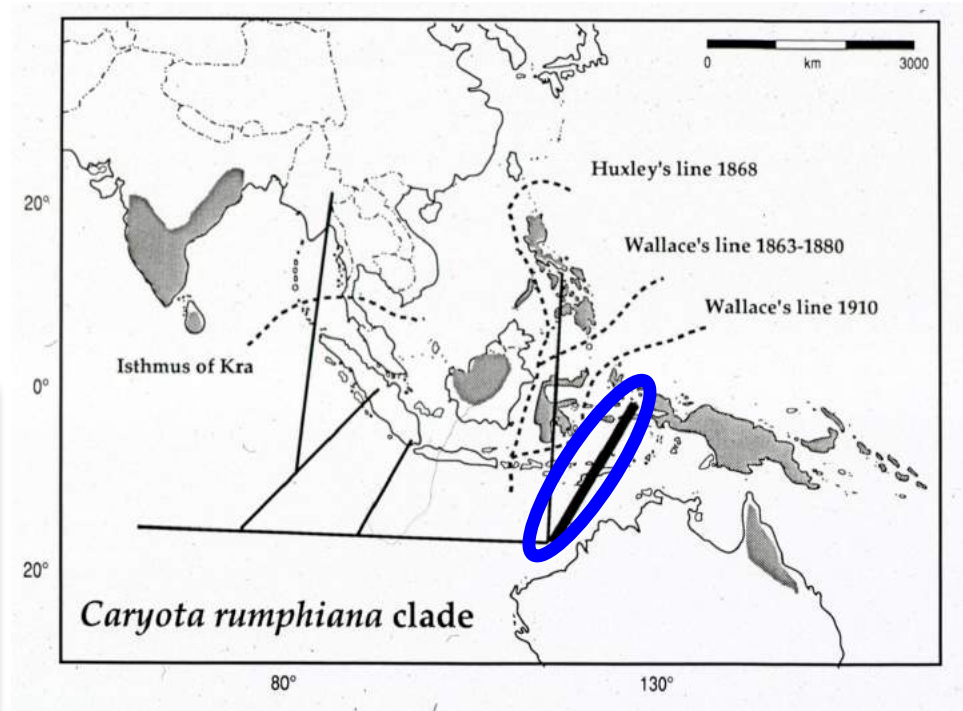 0 km 3000
Huxley's line 1868
20°
Wallace's line 1863-1880
Wallace's line 1910
Isthmus of Kra
0°
20°
Caryota rumphiana clade
80° 130°